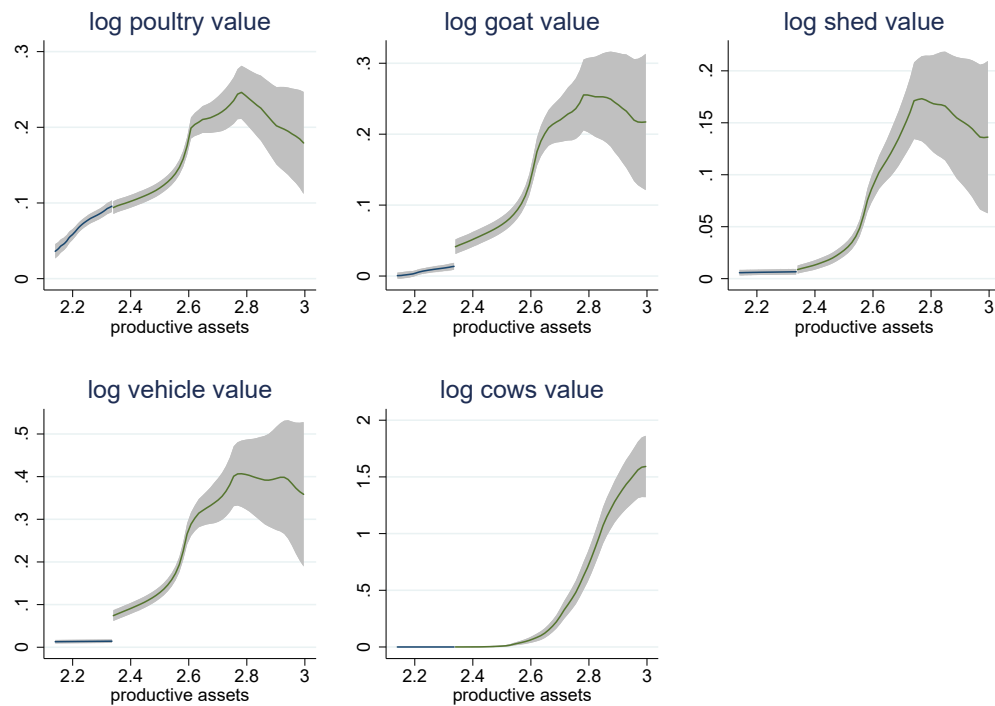 log poultry value
.3
.2
.1
0
2.2 2.4 2.6 2.8 3
productive assets
log goat value
.3
.2
.1
0
2.2 2.4 2.6 2.8 3
productive assets
log shed value
.2
.15
.1
.05
0
2.2 2.4 2.6 2.8 3
productive assets
log vehicle value
.5
.4
.3
.2
.1
0
2.2 2.4 2.6 2.8 3
productive assets
log cows value
2
1.5
1
.5
0
2.2 2.4 2.6 2.8 3
productive assets